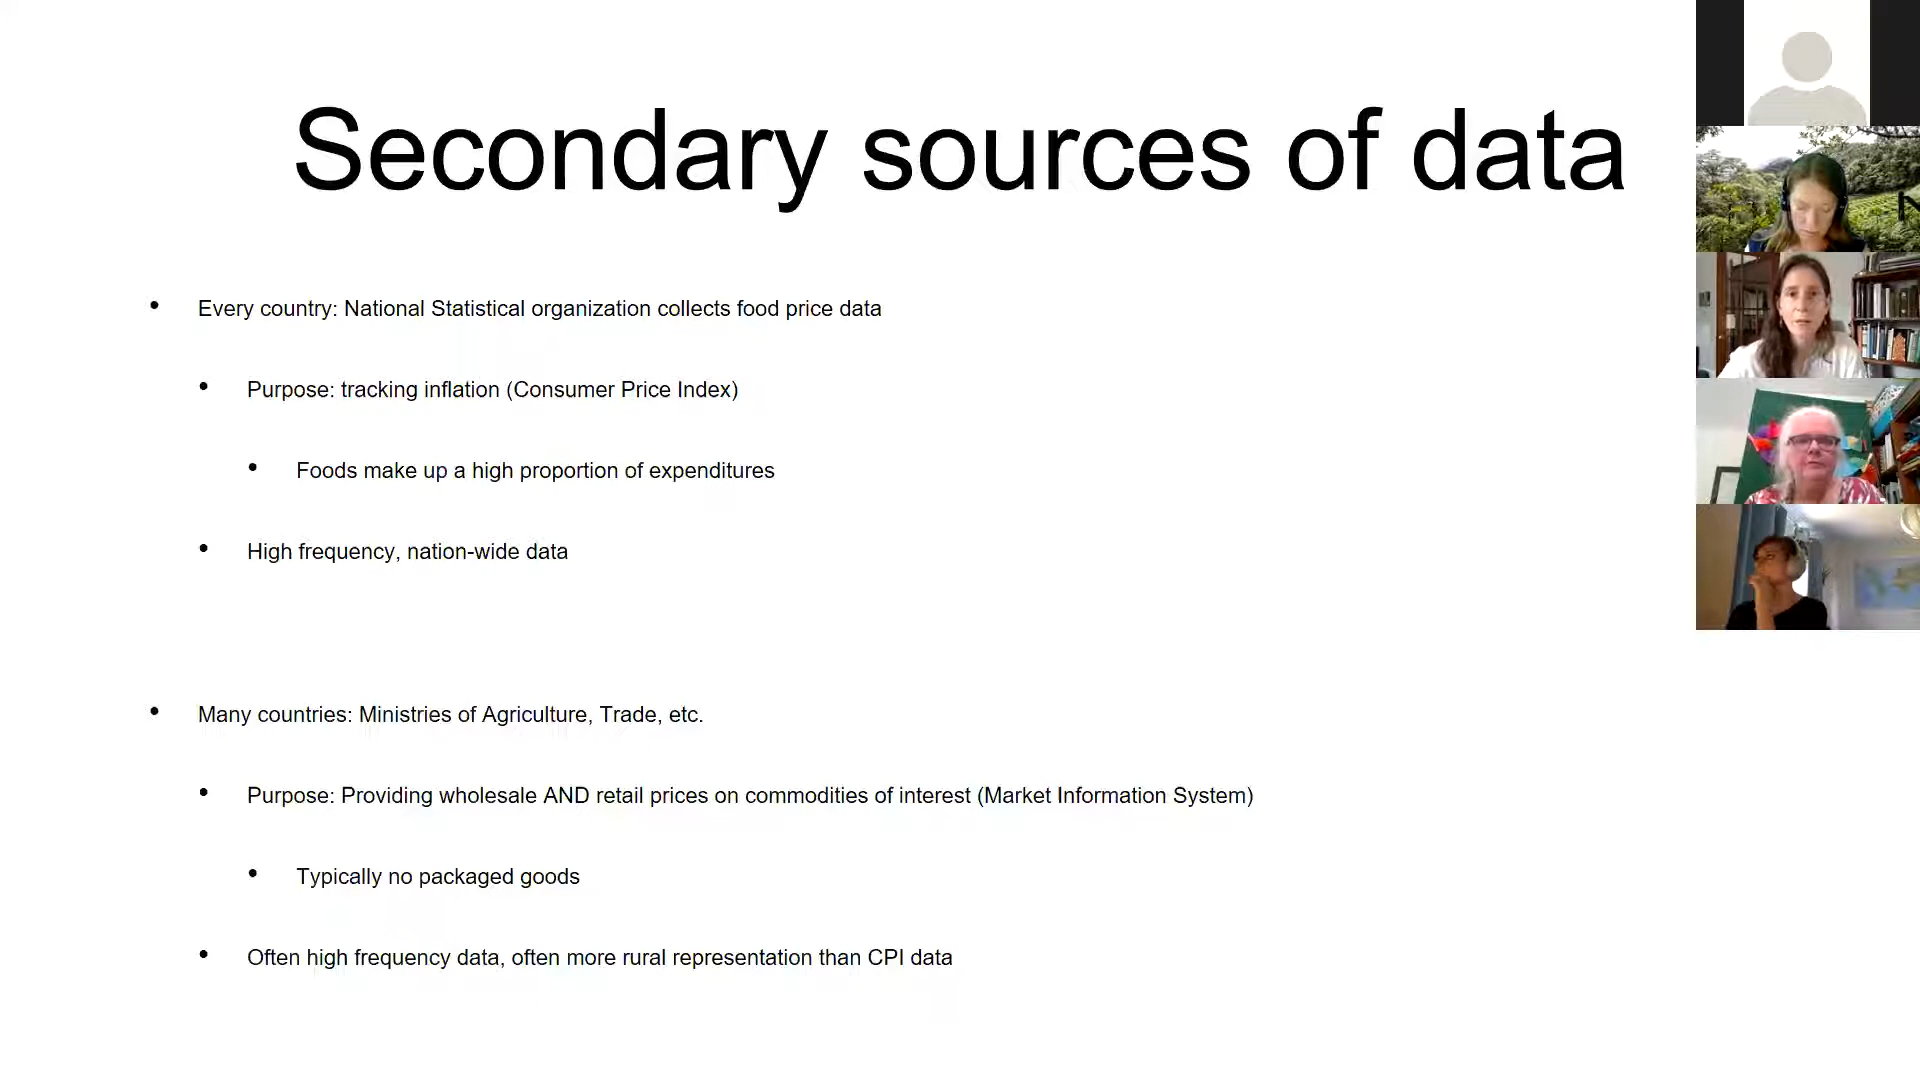 Secondary sources of data
• Every country: National Statistical organization collects food price data
• Purpose: tracking inflation (Consumer Price Index)
• Foods make up a high proportion of expenditures
• High frequency, nation-wide data
• Many countries: Ministries of Agriculture, Trade, etc.
• Purpose: Providing wholesale AND retail prices on commodities of interest (Market Information System)
• Typically no packaged goods
• Often high frequency data, often more rural representation than CPI data